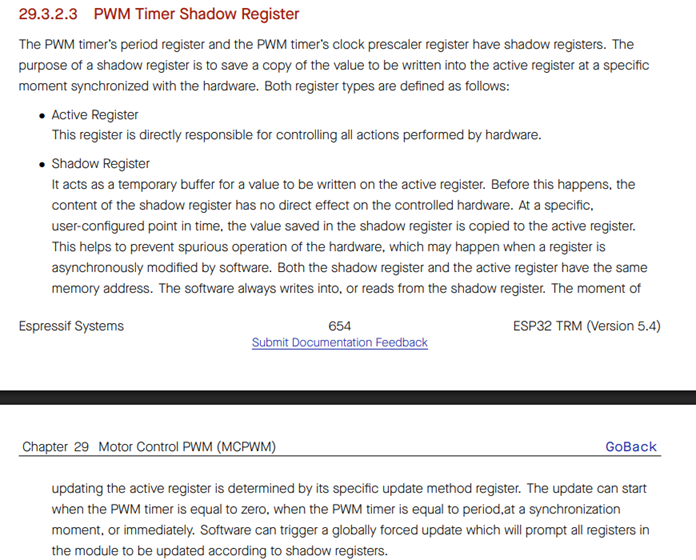 29.3.2.3 PWM Timer Shadow Register
The PWM timer's period register and the PWM timer's clock prescaler register have shadow registers. The
purpose of a shadow register is to save a copy of the value to be written into the active register at a specific
moment synchronized with the hardware. Both register types are defined as follows:
• Active Register
This register is directly responsible for controlling all actions performed by hardware.
• Shadow Register
It acts as a temporary buffer for a value to be written on the active register. Before this happens, the
content of the shadow register has no direct effect on the controlled hardware. At a specific,
user-configured point in time, the value saved in the shadow register is copied to the active register.
This helps to prevent spurious operation of the hardware, which may happen when a register is
asynchronously modified by software. Both the shadow register and the active register have the same
memory address. The software always writes into, or reads from the shadow register. The moment of
Espressif Systems 654 ESP32 TRM (Version 5.4)
Submit Documentation Feedback
Chapter 29 Motor Control PWM (MCPWM) GoBack
updating the active register is determined by its specific update method register. The update can start
when the PWM timer is equal to zero, when the PWM timer is equal to period,at a synchronization
moment, or immediately. Software can trigger a globally forced update which will prompt all registers in
the module to be updated according to shadow registers.